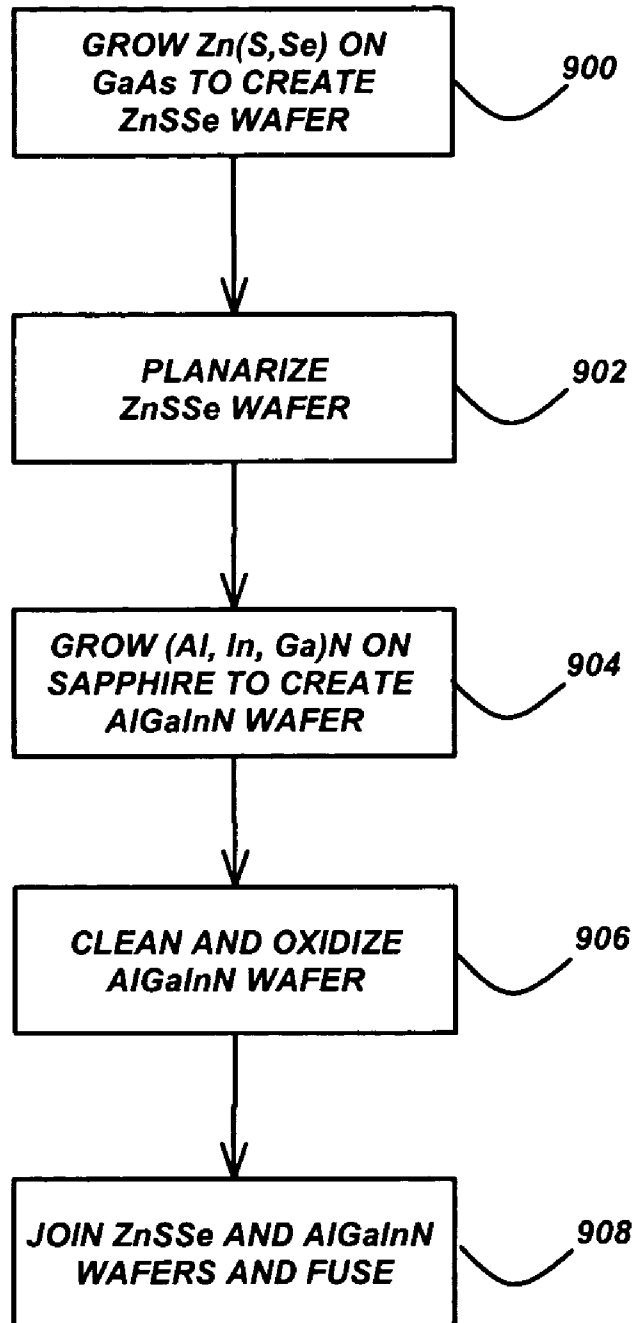 GROW Zn(S,Se) ON
GaAs TO CREATE
ZnSSe WAFER
900
PLANARIZE
ZnSSe WAFER
902
GROW (Al, In, Ga)N ON
SAPPHIRE TO CREATE
AlGaInN WAFER
904
CLEAN AND OXIDIZE
AlGaInN WAFER
906
JOIN ZnSSe AND AlGaInN
WAFERS AND FUSE
908